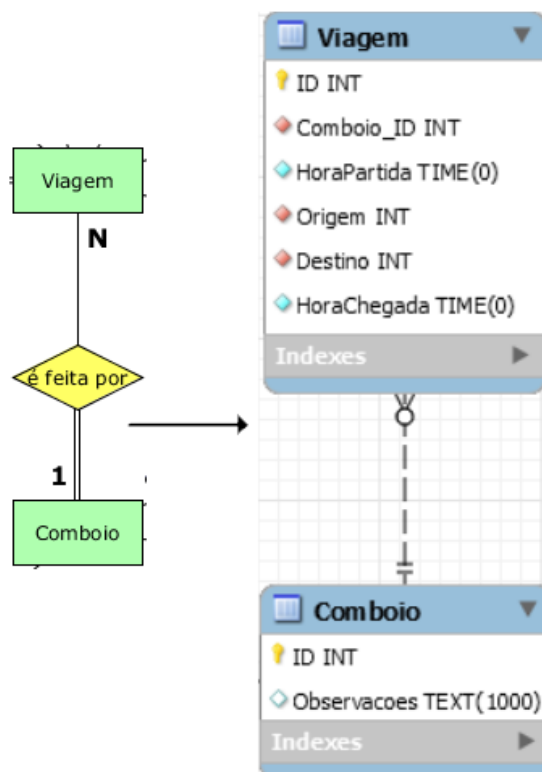 Viagem
N
é feita por
1
Comboio
Viagem
ID INT
Comboio_ID INT
HoraPartida TIME(0)
Origem INT
Destino INT
HoraChegada TIME(0)
Indexes
Comboio
ID INT
Observacoes TEXT(1000)
Indexes